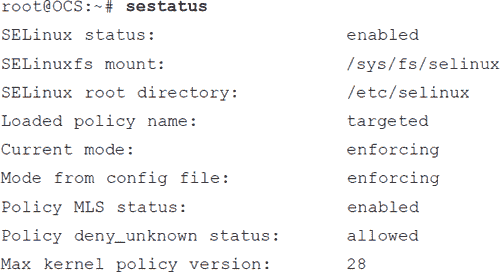 root@OCS:~# sestatus
SELinux status: enabled
SELinuxfs mount: /sys/fs/selinux
SELinux root directory: /etc/selinux
Loaded policy name: targeted
Current mode: enforcing
Mode from config file: enforcing
Policy MLS status: enabled
Policy deny_unknown status: allowed
Max kernel policy version: 28